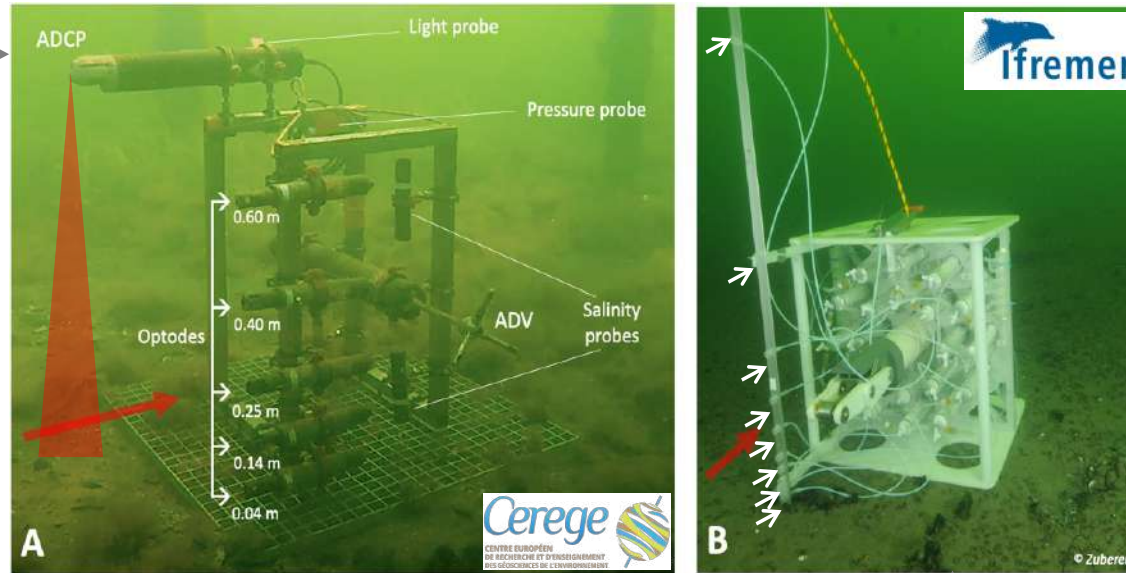 ADCP
Light probe
Pressure probe
0.60 m
0.40 m
Optodes
ADV
Salinity
probes
0.25 m
0.14 m
0.04 m
A
Cerege
CENTRE EUROPÉEN
DE RECHERCHE ET D'ENSEIGNEMENT
DES GÉOSCIENCES DE L'ENVIRONNEMENT
Ifremer
B